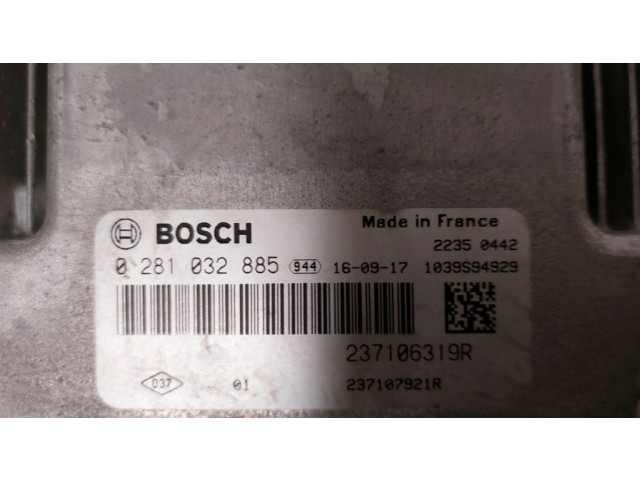 BOSCH Made in France
2235 0442
0 281 032 885 944 16-09-17 1039S94929
237106319R
037 01 237107921R